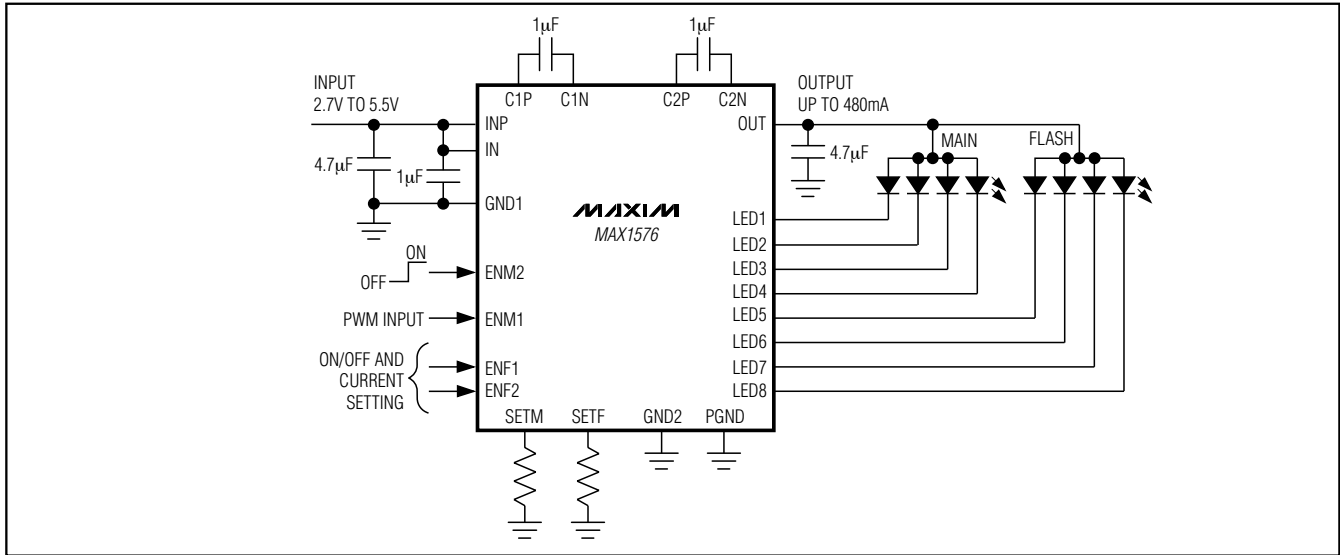 1µF
1µF
INPUT
2.7V TO 5.5V
OUTPUT
UP TO 480mA
C1P
C1N
C2P
C2N
INP
OUT
IN
MAIN
FLASH
4.7µF
1µF
4.7µF
GND1
MAXIM
MAX1576
LED1
LED2
LED3
LED4
LED5
LED6
LED7
LED8
ON
OFF
ENM2
PWM INPUT
ENM1
ON/OFF AND
CURRENT
SETTING
ENF1
ENF2
SETM
SETF
GND2
PGND